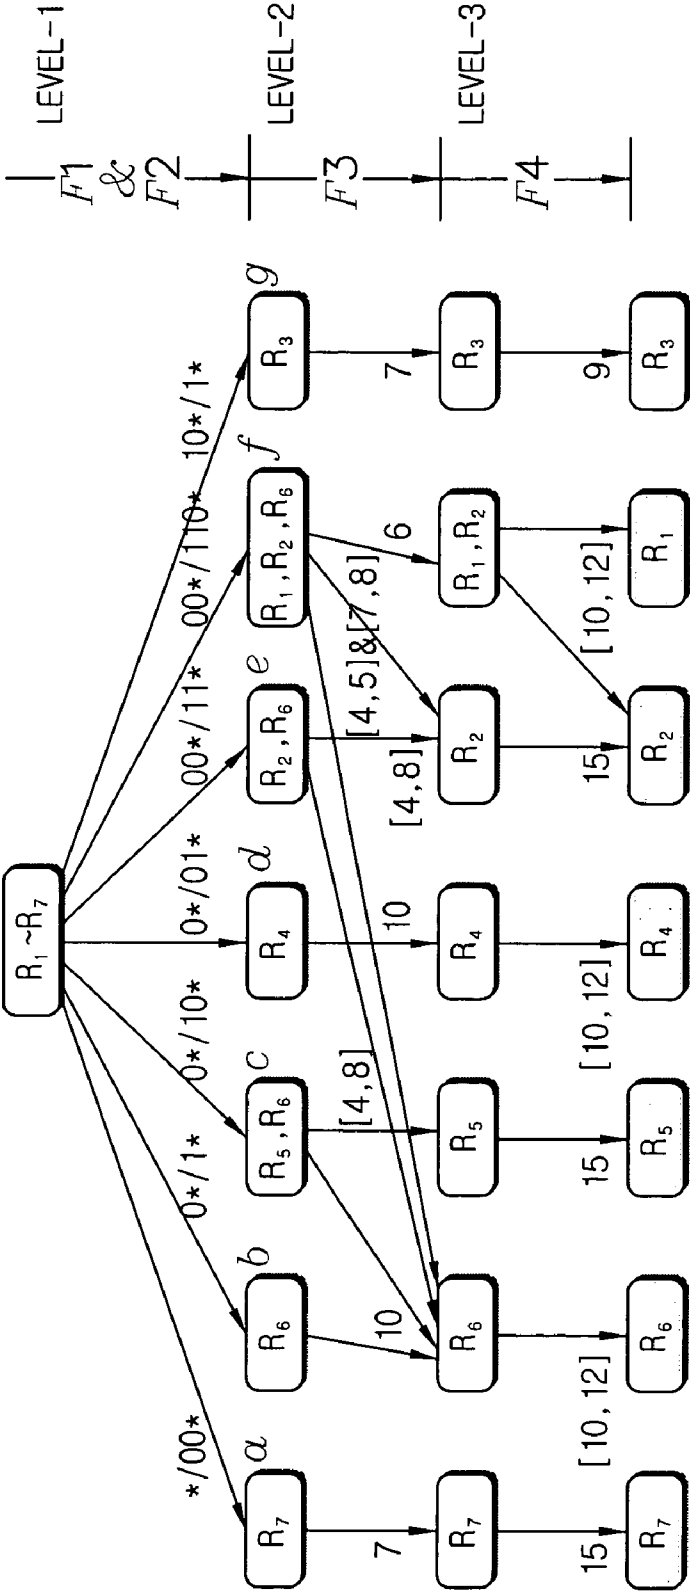 LEVEL-1
F1
&
F2
LEVEL-2
F3
LEVEL-3
F4
R₁ ~R₇
*/00*
0*/1*
0*/10*
0*/01*
00*/11*
00*/110*
10*/1*
a
b
c
d
e
f
g
R₇
R₆
R₅,R₆
R₄
R₂,R₆
R₁,R₂,R₆
R₃
7
10
[4,8]
10
[4,8]
[4,5]&[7,8]
6
7
R₇
R₆
R₅
R₄
R₂
R₁,R₂
R₃
15
[10,12]
15
[10,12]
15
[10,12]
9
R₇
R₆
R₅
R₄
R₂
R₁
R₃